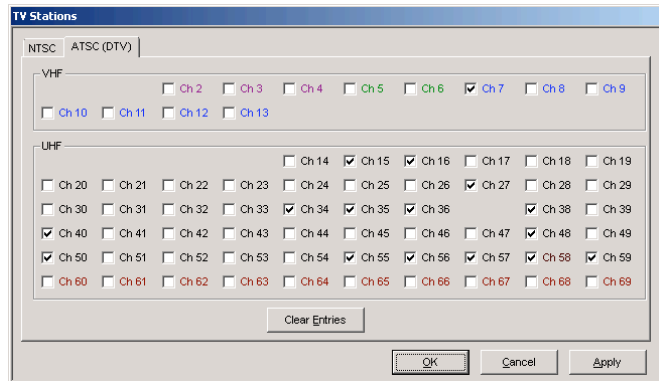 TV Stations
NTSC ATSC (DTV)
VHF
Ch 2 Ch 3 Ch 4 Ch 5 Ch 6 Ch 7 Ch 8 Ch 9
Ch 10 Ch 11 Ch 12 Ch 13
UHF
Ch 14 Ch 15 Ch 16 Ch 17 Ch 18 Ch 19
Ch 20 Ch 21 Ch 22 Ch 23 Ch 24 Ch 25 Ch 26 Ch 27 Ch 28 Ch 29
Ch 30 Ch 31 Ch 32 Ch 33 Ch 34 Ch 35 Ch 36 Ch 38 Ch 39
Ch 40 Ch 41 Ch 42 Ch 43 Ch 44 Ch 45 Ch 46 Ch 47 Ch 48 Ch 49
Ch 50 Ch 51 Ch 52 Ch 53 Ch 54 Ch 55 Ch 56 Ch 57 Ch 58 Ch 59
Ch 60 Ch 61 Ch 62 Ch 63 Ch 64 Ch 65 Ch 66 Ch 67 Ch 68 Ch 69
Clear Entries
OK Cancel Apply